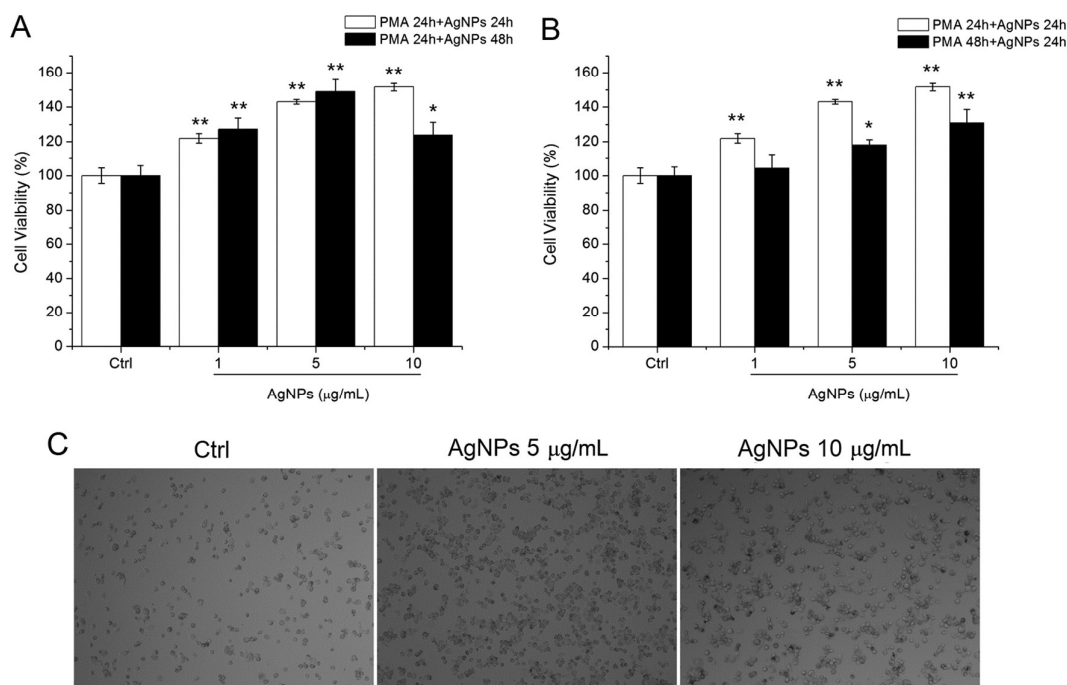 A
PMA 24h+AgNPs 24h
PMA 24h+AgNPs 48h
160
140
120
100
80
60
40
20
0
Cell Vialbility (%)
** ** ** ** ** *
Ctrl 1 5 10
AgNPs (μg/mL)
B
PMA 24h+AgNPs 24h
PMA 48h+AgNPs 24h
160
140
120
100
80
60
40
20
0
Cell Vialbility (%)
** ** * ** **
Ctrl 1 5 10
AgNPs (μg/mL)
C
Ctrl AgNPs 5 μg/mL AgNPs 10 μg/mL